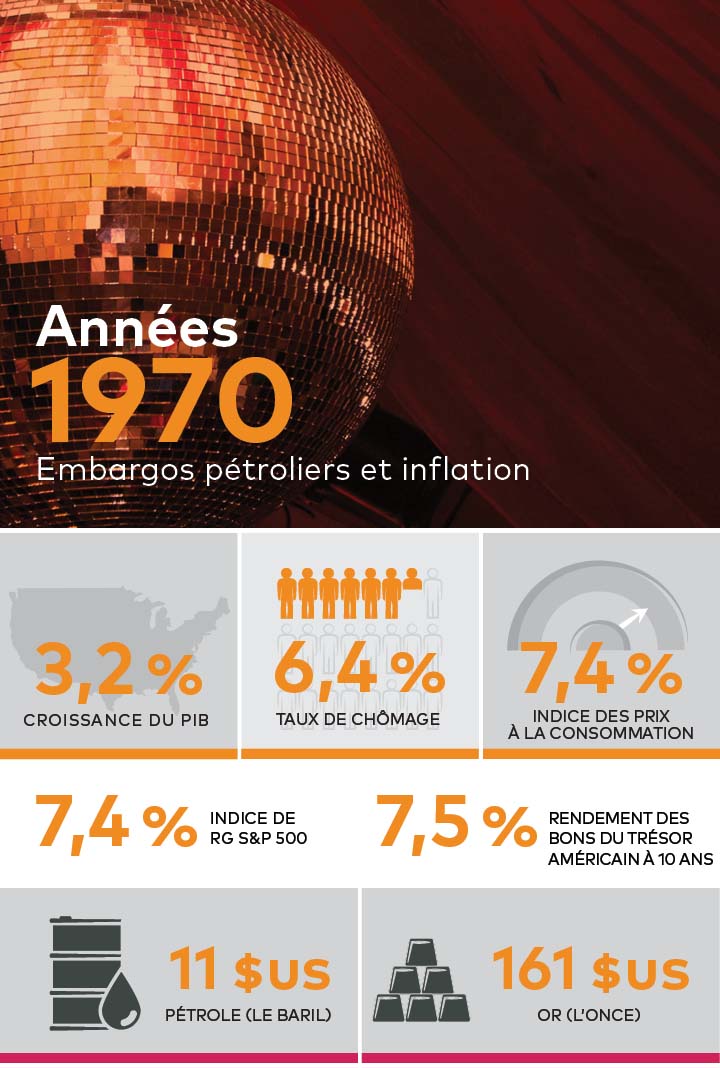 Années
1970
Embargos pétroliers et inflation
3,2 %
CROISSANCE DU PIB
6,4 %
TAUX DE CHÔMAGE
7,4 %
INDICE DES PRIX
À LA CONSOMMATION
7,4 %
INDICE DE
RG S&P 500
7,5 %
RENDEMENT DES
BONS DU TRÉSOR
AMÉRICAIN À 10 ANS
11 $US
PÉTROLE (LE BARIL)
161 $US
OR (L'ONCE)